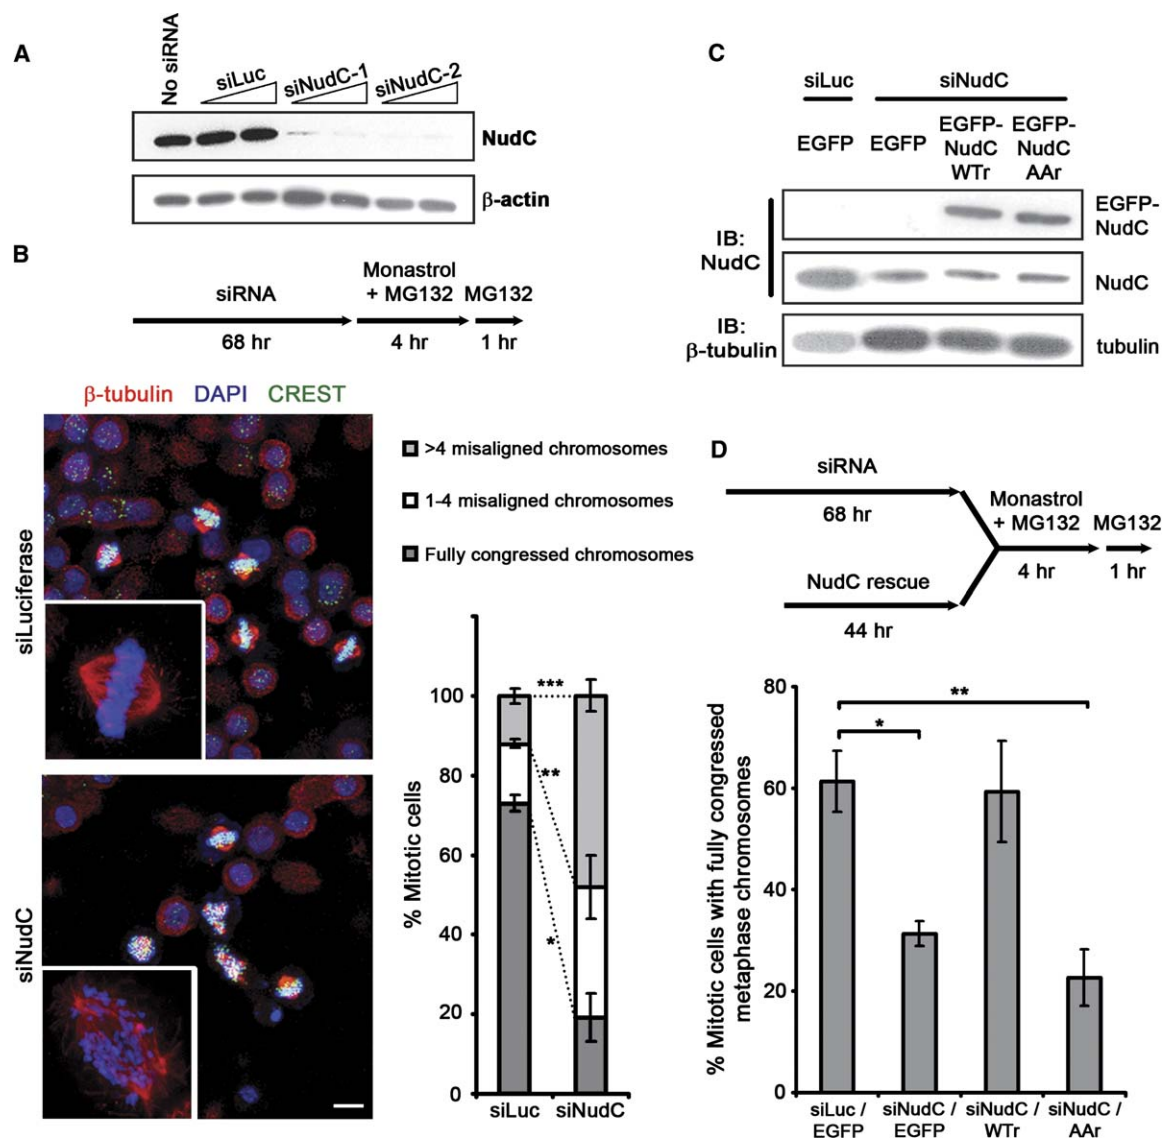 A
No siRNA
siLuc
siNudC-1
siNudC-2
NudC
β-actin
B
siRNA
68 hr
Monastrol
+ MG132
4 hr
MG132
1 hr
β-tubulin DAPI CREST
siLuciferase
siNudC
>4 misaligned chromosomes
1-4 misaligned chromosomes
Fully congressed chromosomes
% Mitotic cells
100
80
60
40
20
0
***
**
*
siLuc
siNudC
C
siLuc
siNudC
EGFP
EGFP
EGFP-
NudC
WTr
EGFP-
NudC
AAr
IB:
NudC
EGFP-
NudC
NudC
IB:
β-tubulin
tubulin
D
siRNA
68 hr
NudC rescue
44 hr
Monastrol
+ MG132
4 hr
MG132
1 hr
% Mitotic cells with fully congressed
metaphase chromosomes
80
60
40
20
0
*
**
siLuc /
EGFP
siNudC /
EGFP
siNudC /
WTr
siNudC /
AAr